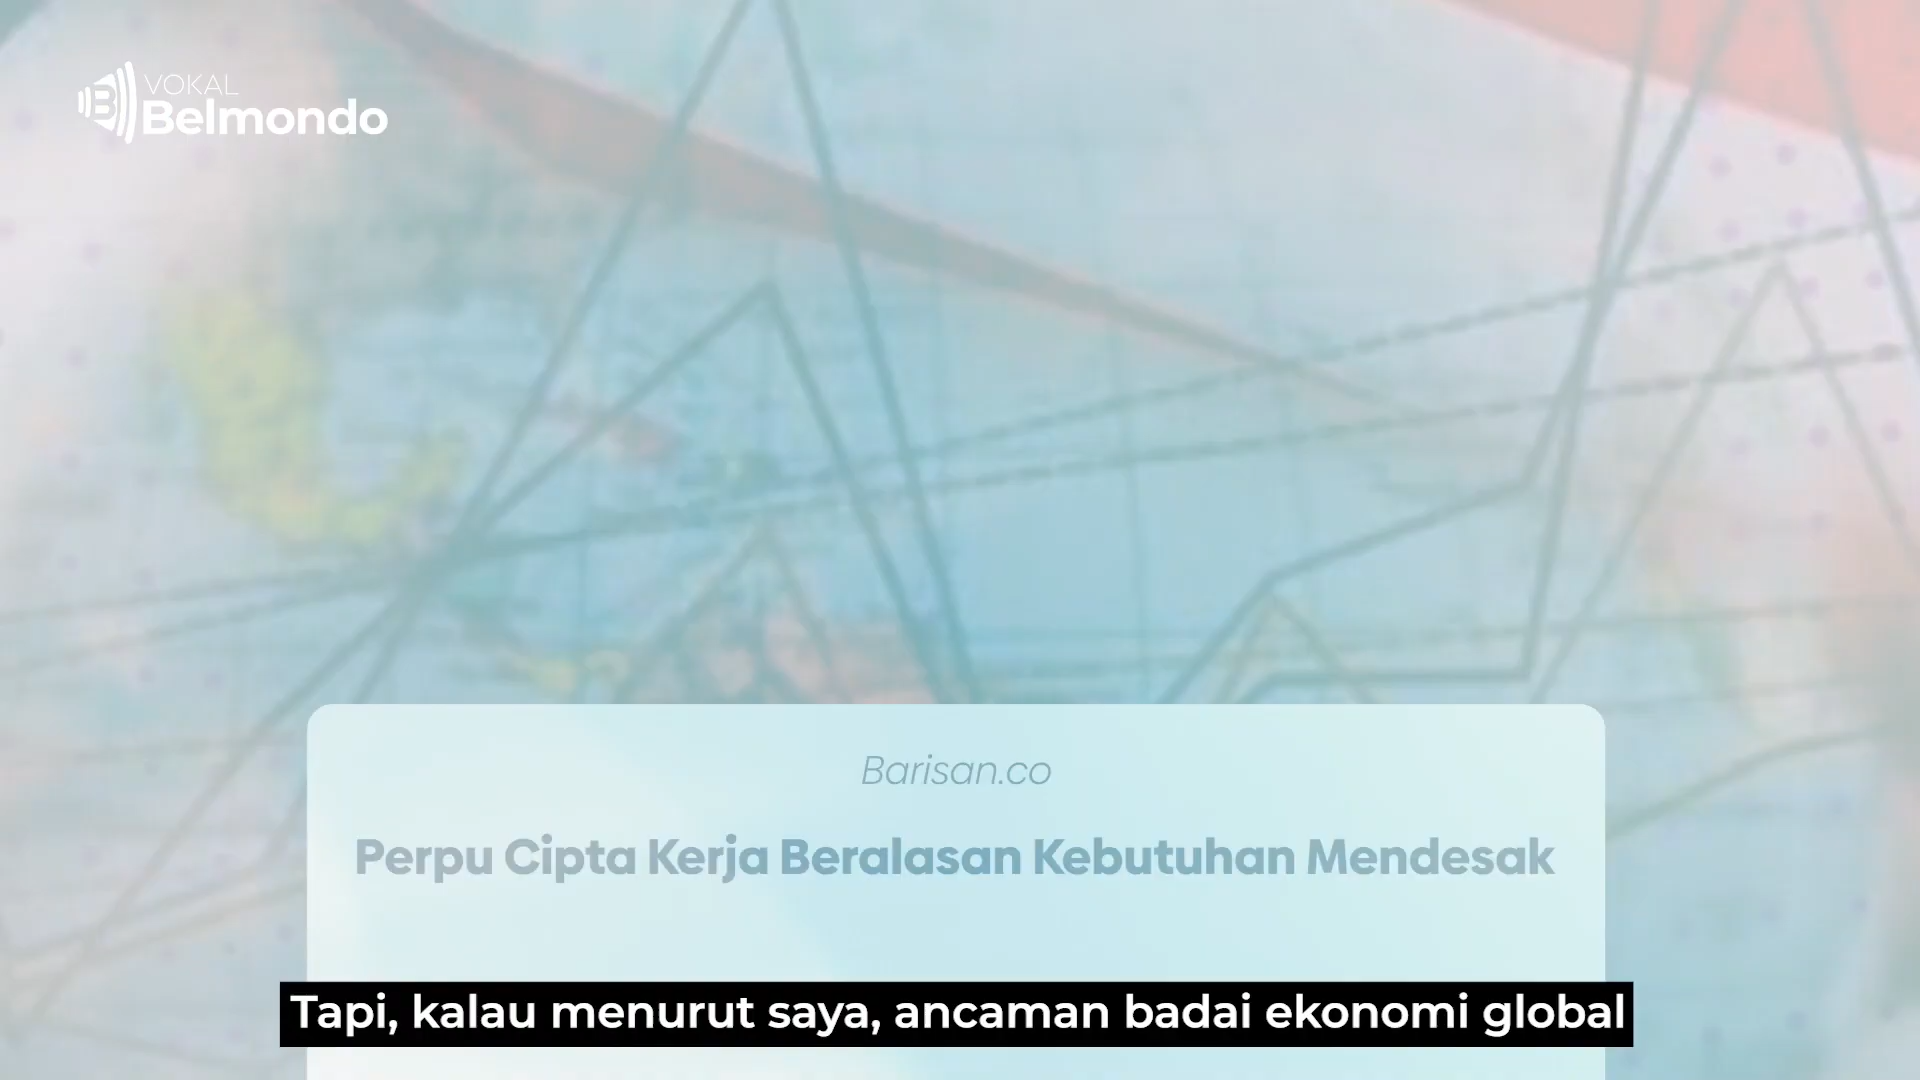 VOKAL
Belmondo
Barisan.co
Perpu Cipta Kerja Beralasan Kebutuhan Mendesak
Tapi, kalau menurut saya, ancaman badai ekonomi global